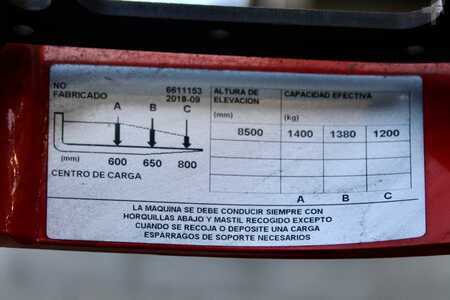 NO 6611153
FABRICADO 2018-09
A B C
(mm) 600 650 800
CENTRO DE CARGA
ALTURA DE ELEVACION CAPACIDAD EFECTIVA
(mm) (kg)
8500 1400 1380 1200
A B C
LA MAQUINA SE DEBE CONDUCIR SIEMPRE CON
HORQUILLAS ABAJO Y MASTIL RECOGIDO EXCEPTO
CUANDO SE RECOJA O DEPOSITE UNA CARGA
ESPARRAGOS DE SOPORTE NECESARIOS